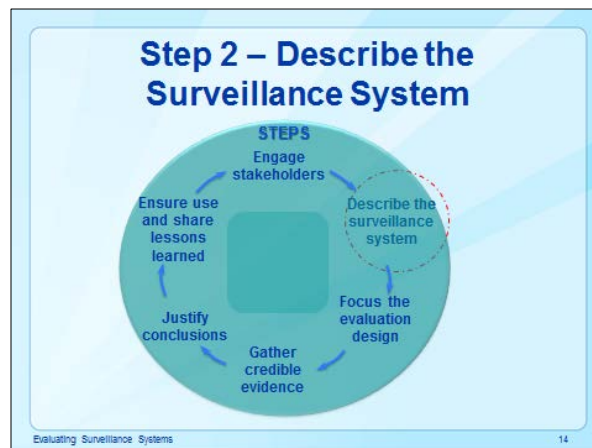 Step 2 – Describe the
Surveillance System
STEPS
Engage
stakeholders
Describe the
surveillance
system
Focus the
evaluation
design
Gather
credible
evidence
Justify
conclusions
Ensure use
and share
lessons
learned
Evaluating Surveillance Systems
14